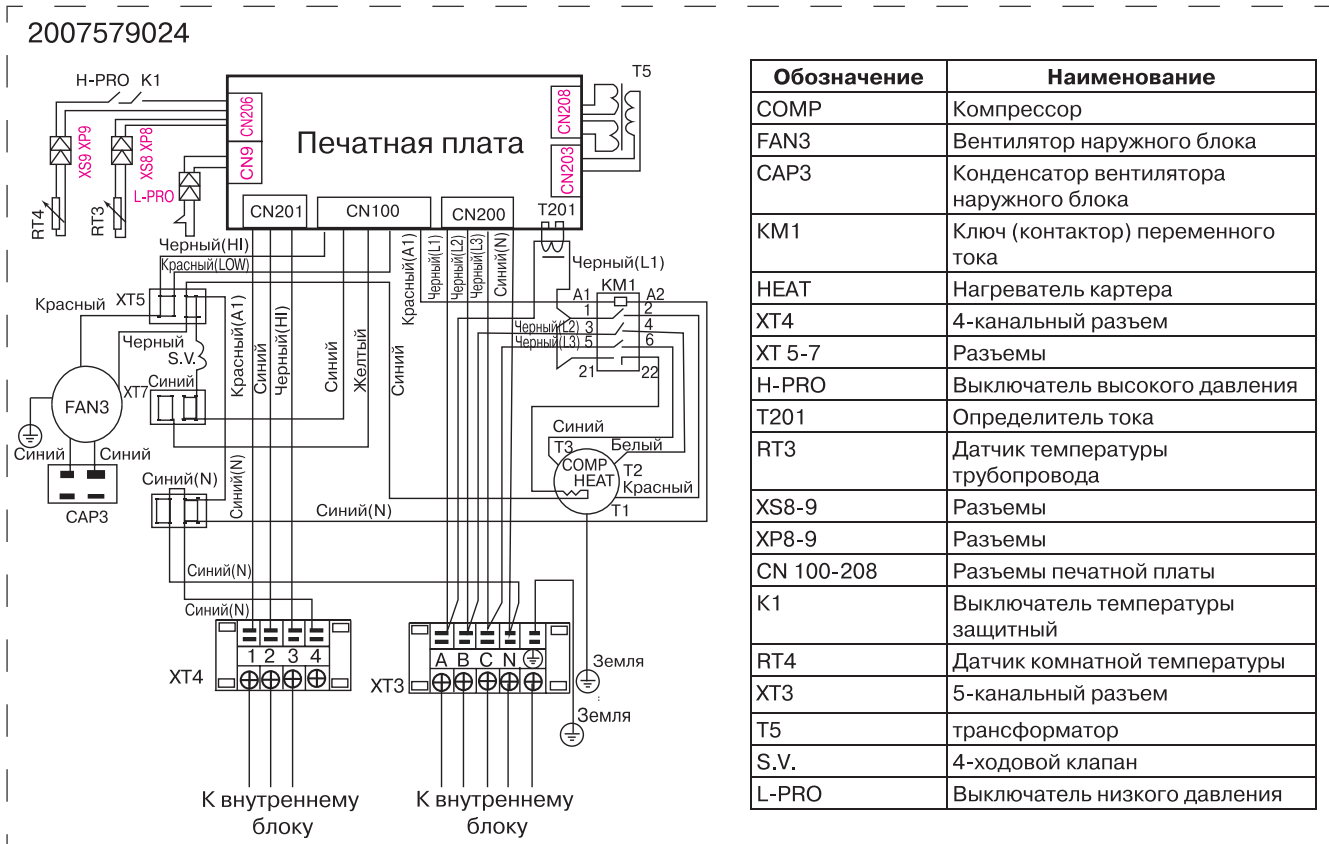 2007579024
H-PRO K1
T5
CN206
CN208
Печатная плата
XS9 XP9
XS8 XP8
CN9
CN203
L-PRO
RT4
RT3
CN201
CN100
CN200
T201
Черный(HI)
Красный(LOW)
Красный(A1)
Черный(L1)
Черный(L2)
Черный(L3)
Синий(N)
Черный(L1)
KM1
A1
A2
1
2
Черный(L2) 3
4
Черный(L3) 5
6
21
22
Красный
XT5
Черный
S.V.
Синий
XT7
Красный(A1)
Синий
Черный(HI)
Синий
Желтый
Синий
FAN3
Синий
Синий
CAP3
Синий(N)
Синий(N)
Синий(N)
Синий
Белый
T3
COMP
HEAT
T2
Красный
T1
Синий(N)
Синий(N)
1 2 3 4
XT4
A B C N
XT3
Земля
Земля
К внутреннему
блоку
К внутреннему
блоку
Обозначение Наименование
COMP Компрессор
FAN3 Вентилятор наружного блока
CAP3 Конденсатор вентилятора
наружного блока
KM1 Ключ (контактор) переменного
тока
HEAT Нагреватель картера
XT4 4-канальный разъем
XT 5-7 Разъемы
H-PRO Выключатель высокого давления
T201 Определитель тока
RT3 Датчик температуры
трубопровода
XS8-9 Разъемы
XP8-9 Разъемы
CN 100-208 Разъемы печатной платы
K1 Выключатель температуры
защитный
RT4 Датчик комнатной температуры
XT3 5-канальный разъем
T5 трансформатор
S.V. 4-ходовой клапан
L-PRO Выключатель низкого давления